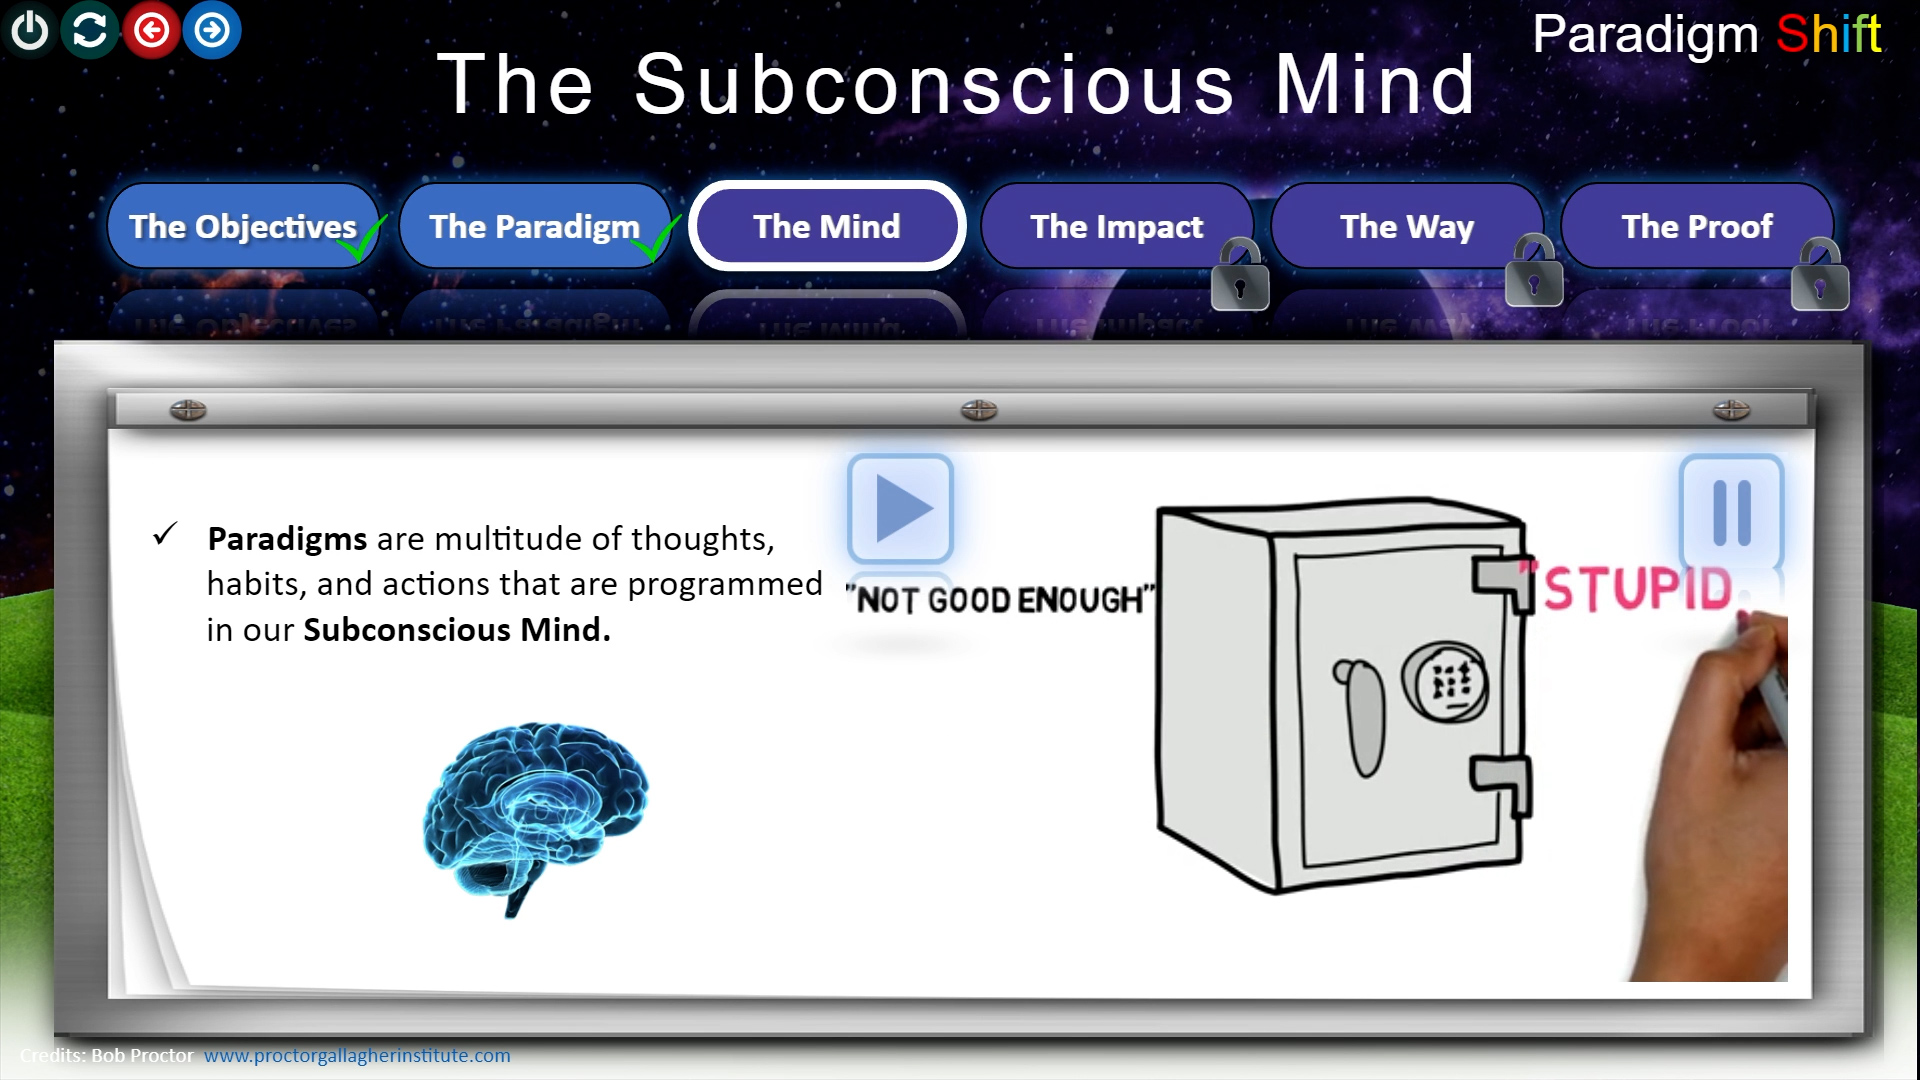 Paradigm Shift
The Subconscious Mind
The Objectives
The Paradigm
The Mind
The Impact
The Way
The Proof
Paradigms are multitude of thoughts,
habits, and actions that are programmed
in our Subconscious Mind.
"NOT GOOD ENOUGH"
"STUPID
Credits: Bob Proctor www.proctorgallagherinstitute.com